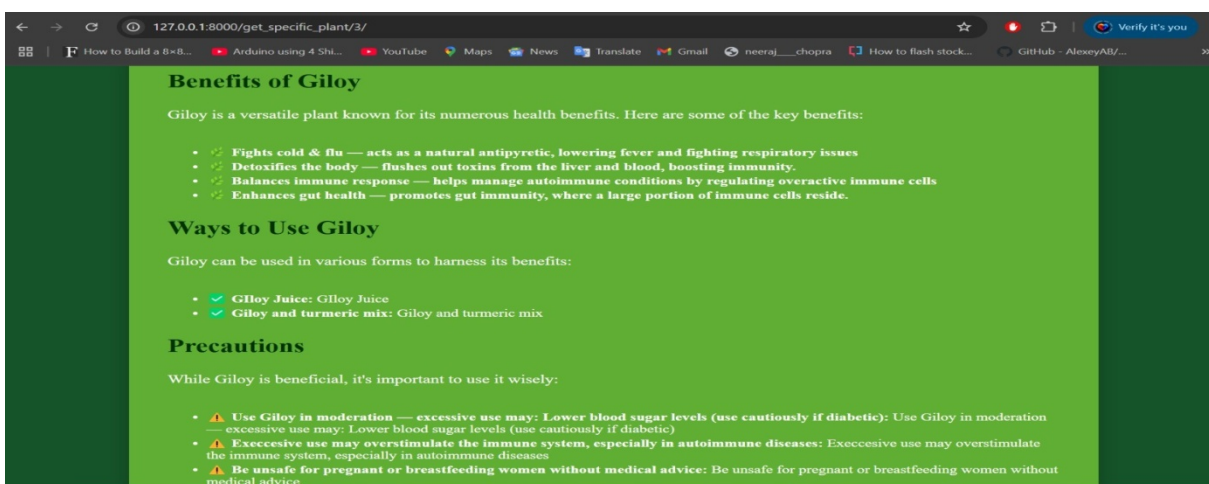 127.0.0.1:8000/get_specific_plant/3/
Verify it's you
How to Build a 8×8... Arduino using 4 Shi... YouTube Maps News Translate Gmail neeraj___chopra How to flash stock... GitHub - AlexeyAB/... »
Benefits of Giloy
Giloy is a versatile plant known for its numerous health benefits. Here are some of the key benefits:
• 🌿 Fights cold & flu — acts as a natural antipyretic, lowering fever and fighting respiratory issues
• 🌿 Detoxifies the body — flushes out toxins from the liver and blood, boosting immunity.
• 🌿 Balances immune response — helps manage autoimmune conditions by regulating overactive immune cells
• 🌿 Enhances gut health — promotes gut immunity, where a large portion of immune cells reside.
Ways to Use Giloy
Giloy can be used in various forms to harness its benefits:
• ✅ GIloy Juice: GIloy Juice
• ✅ Giloy and turmeric mix: Giloy and turmeric mix
Precautions
While Giloy is beneficial, it's important to use it wisely:
• ⚠️ Use Giloy in moderation — excessive use may: Lower blood sugar levels (use cautiously if diabetic): Use Giloy in moderation
— excessive use may: Lower blood sugar levels (use cautiously if diabetic)
• ⚠️ Execcesive use may overstimulate the immune system, especially in autoimmune diseases: Execcesive use may overstimulate
the immune system, especially in autoimmune diseases
• ⚠️ Be unsafe for pregnant or breastfeeding women without medical advice: Be unsafe for pregnant or breastfeeding women without
medical advice